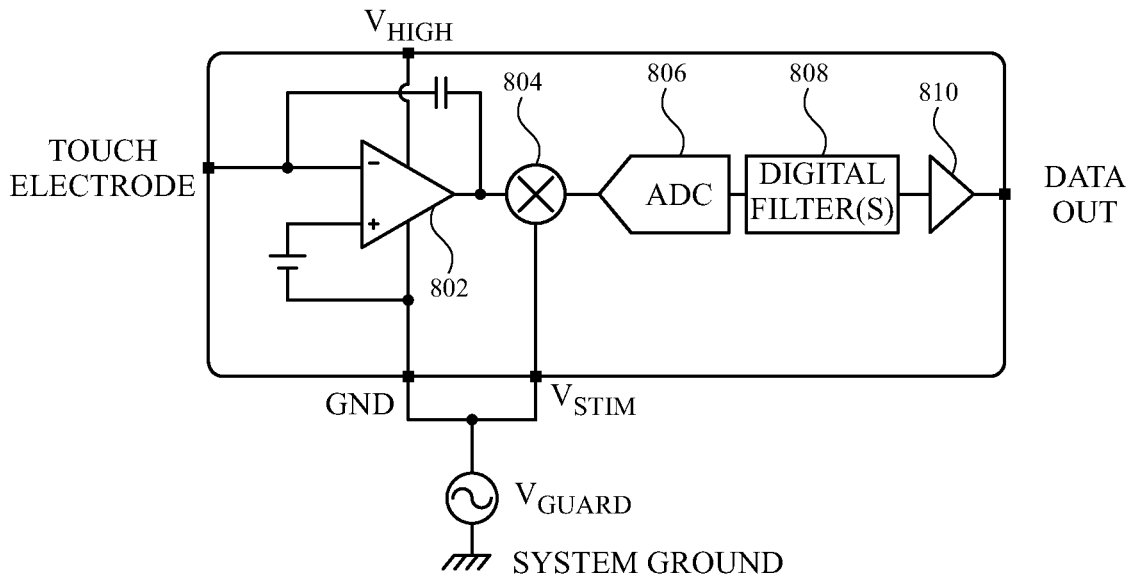 V_HIGH
804
806
808
810
TOUCH
ELECTRODE
−
+
802
ADC
DIGITAL
FILTER(S)
DATA
OUT
GND
V_STIM
V_GUARD
SYSTEM GROUND